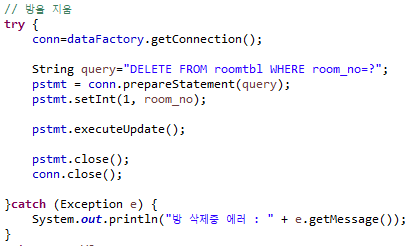 // 방을 지움
try {
conn=dataFactory.getConnection();
String query="DELETE FROM roomtbl WHERE room_no=?";
pstmt = conn.prepareStatement(query);
pstmt.setInt(1, room_no);
pstmt.executeUpdate();
pstmt.close();
conn.close();
}catch (Exception e) {
System.out.println("방 삭제중 에러 : " + e.getMessage());
}